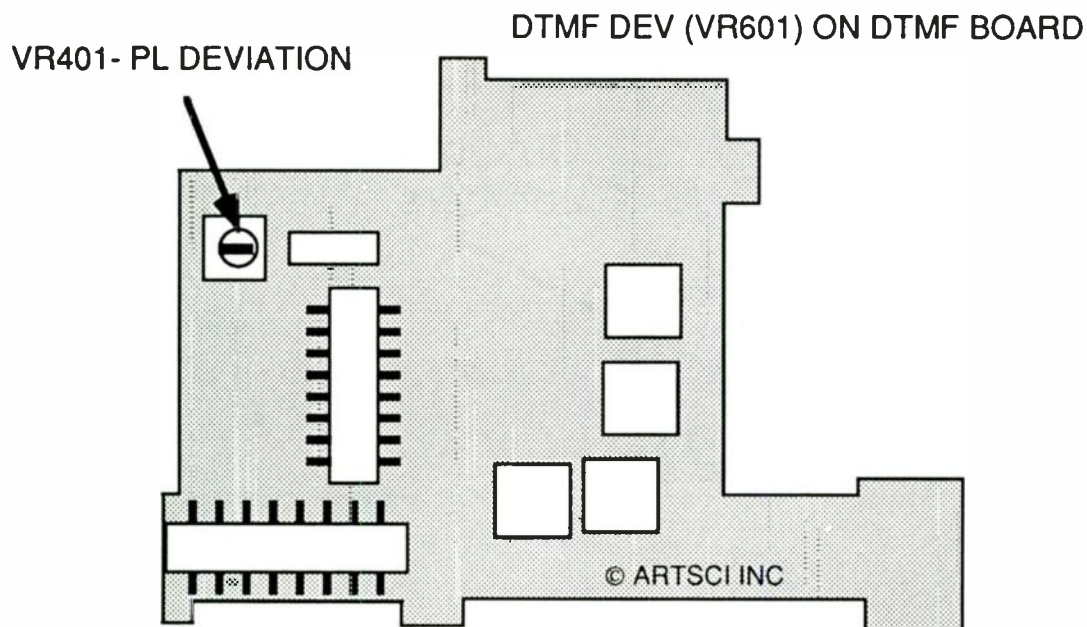 DTMF DEV (VR601) ON DTMF BOARD
VR401- PL DEVIATION
© ARTSCI INC